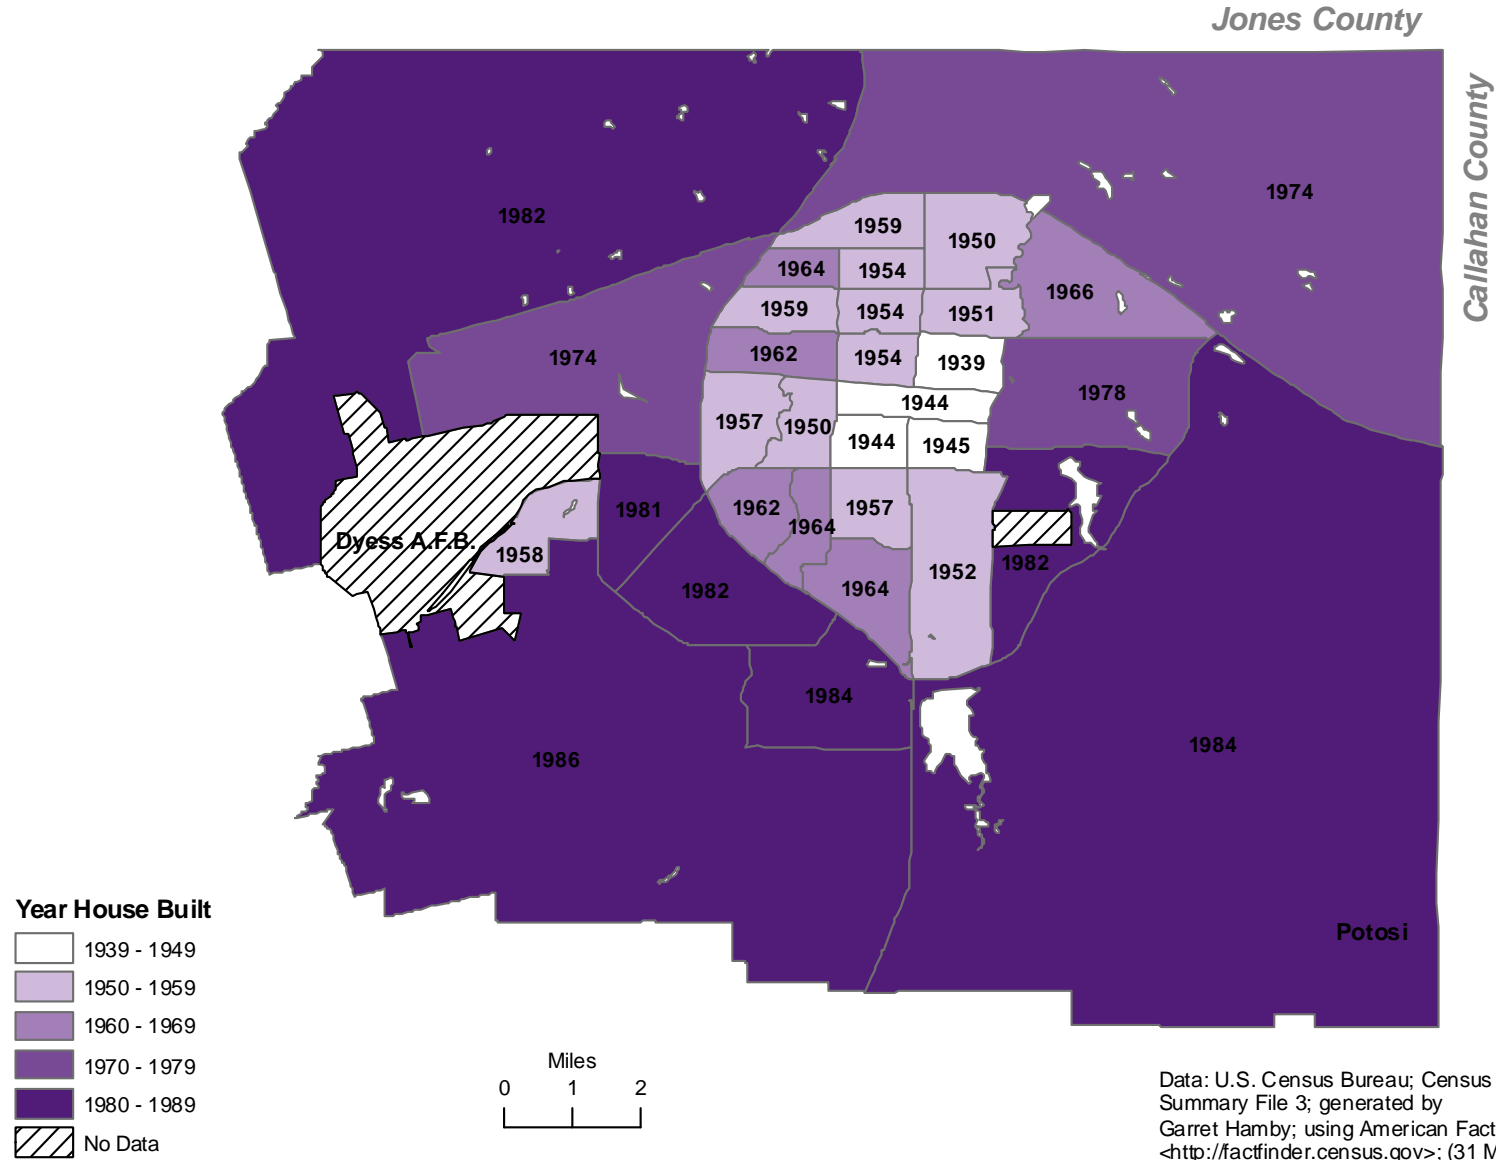 Jones County
Callahan County
1974
1982
1959
1950
1964
1954
1966
1959
1954
1951
1974
1962
1954
1939
1978
1944
1957
1950
1944
1945
1981
1962
1964
1957
Dyess A.F.B.
1958
1982
1952
1982
1964
1984
1984
1986
Potosi
Year House Built
1939 - 1949
1950 - 1959
1960 - 1969
1970 - 1979
1980 - 1989
No Data
Miles
0 1 2
Data: U.S. Census Bureau; Census
Summary File 3; generated by
Garret Hamby; using American Fact
<http://factfinder.census.gov>; (31 M